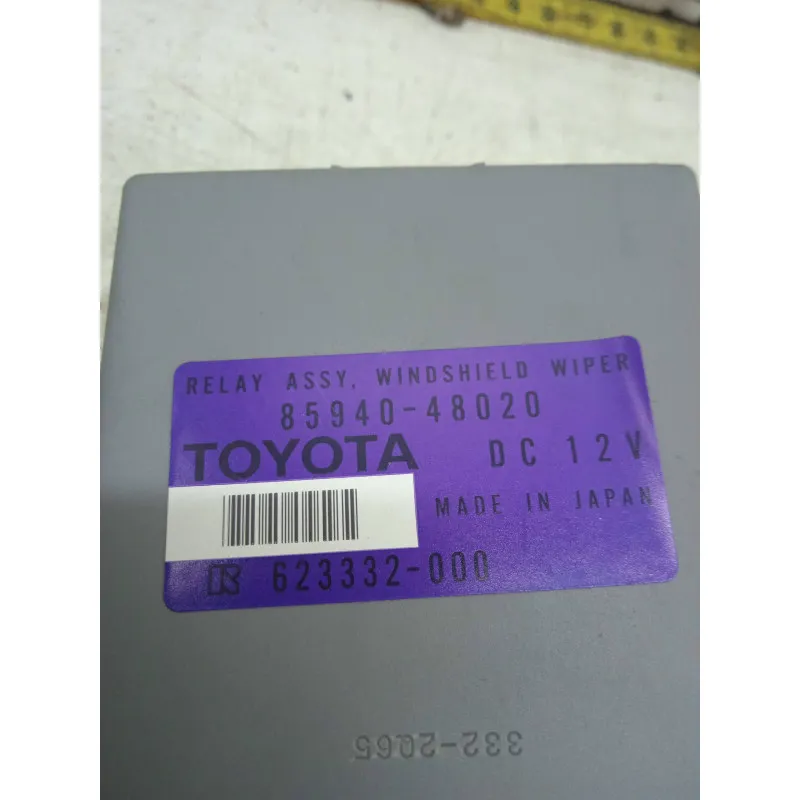 RELAY ASSY, WINDSHIELD WIPER
85940-48020
TOYOTA DC 12V
MADE IN JAPAN
R 623332-000
332-2065